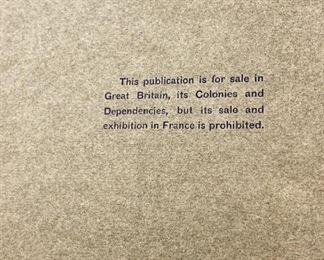 This publication is for sale in
Great Britain, its Colonies and
Dependencies, but its sale and
exhibition in France is prohibited.